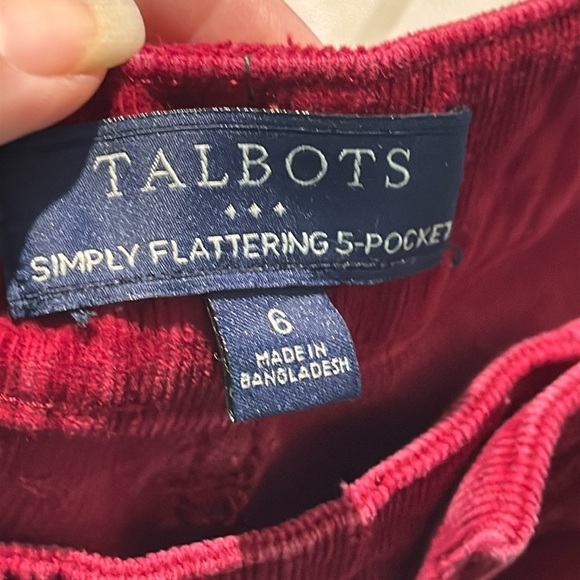 TALBOTS
SIMPLY FLATTERING 5-POCKET
6
MADE IN
BANGLADESH